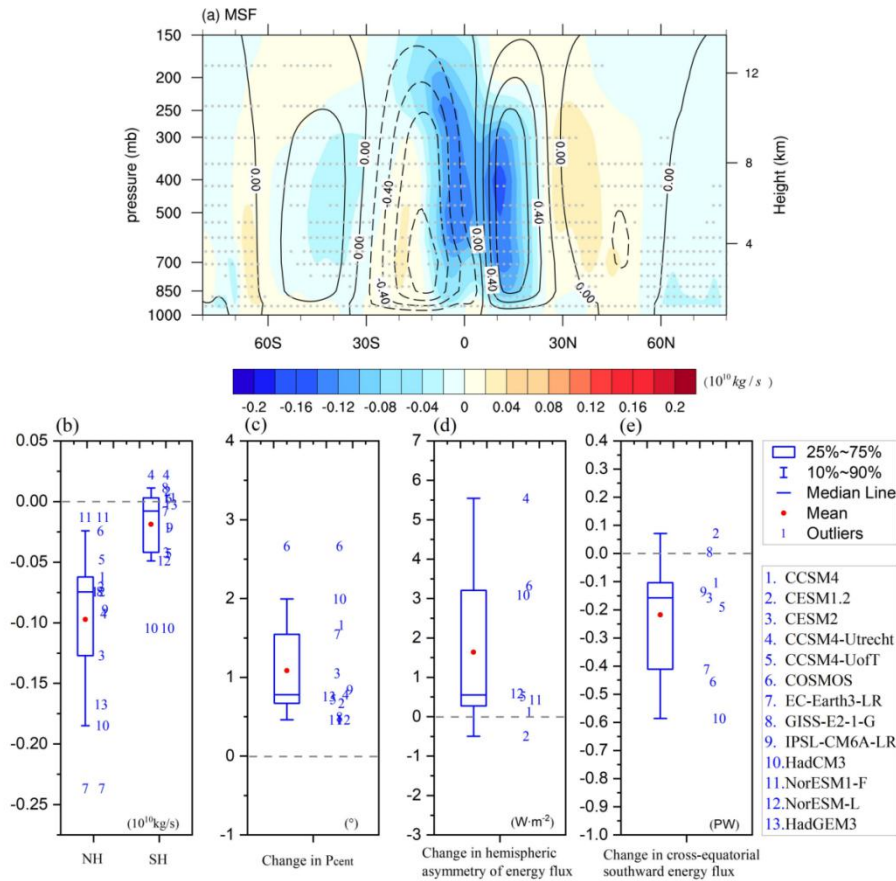 (a) MSF
150
200
250
300
400
500
700
850
1000
pressure (mb)
12
8
4
Height (km)
0.00
0.00
-0.40
0.00
0.00
0.40
0.00
0.00
-0.40
0.40
0.00
60S
30S
0
30N
60N
-0.2 -0.16 -0.12 -0.08 -0.04 0 0.04 0.08 0.12 0.16 0.2
(10¹⁰ kg / s)
(b)
0.05
0.00
-0.05
-0.10
-0.15
-0.20
-0.25
(10¹⁰kg/s)
NH
SH
(c)
4
3
2
1
0
-1
(°)
Change in Pcent
(d)
7
6
5
4
3
2
1
0
-1
-2
-3
(W·m⁻²)
Change in hemispheric
asymmetry of energy flux
(e)
0.4
0.3
0.2
0.1
0.0
-0.1
-0.2
-0.3
-0.4
-0.5
-0.6
-0.7
-0.8
-0.9
-1.0
(PW)
Change in cross-equatorial
southward energy flux
25%~75%
10%~90%
Median Line
Mean
1 Outliers
1. CCSM4
2. CESM1.2
3. CESM2
4. CCSM4-Utrecht
5. CCSM4-UofT
6. COSMOS
7. EC-Earth3-LR
8. GISS-E2-1-G
9. IPSL-CM6A-LR
10. HadCM3
11. NorESM1-F
12. NorESM-L
13. HadGEM3